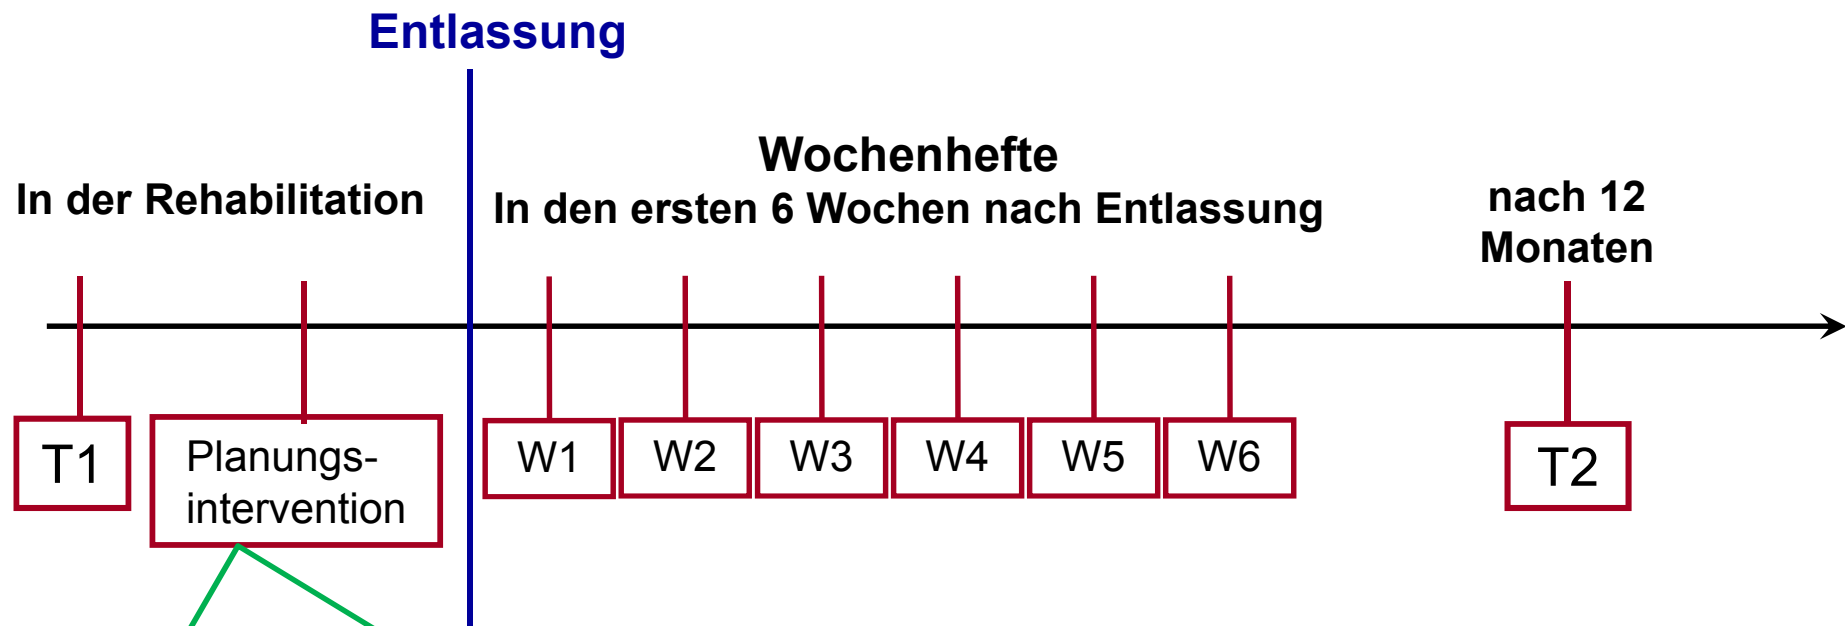 Entlassung
In der Rehabilitation
Wochenhefte
In den ersten 6 Wochen nach Entlassung
nach 12
Monaten
T1
Planungs-
intervention
W1
W2
W3
W4
W5
W6
T2